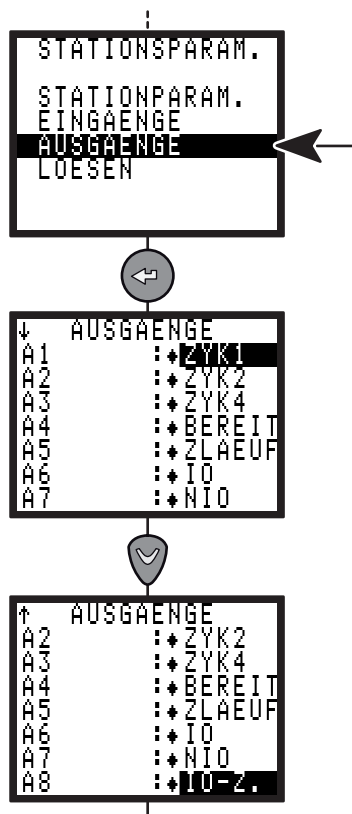 STATIONSPARAM.
STATIONPARAM.
EINGAENGE
AUSGAENGE
LOESEN
↓ AUSGAENGE
A1 :♦ZYK1
A2 :♦ZYK2
A3 :♦ZYK4
A4 :♦BEREIT
A5 :♦ZLAEUF
A6 :♦IO
A7 :♦NIO
↑ AUSGAENGE
A2 :♦ZYK2
A3 :♦ZYK4
A4 :♦BEREIT
A5 :♦ZLAEUF
A6 :♦IO
A7 :♦NIO
A8 :♦IO-Z.